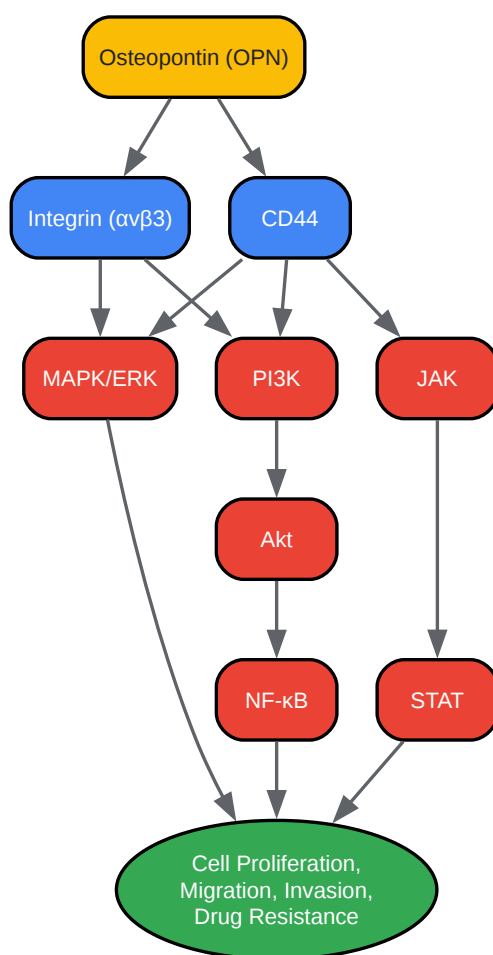 Osteopontin (OPN)
Integrin (αvβ3)
CD44
MAPK/ERK
PI3K
JAK
Akt
NF-κB
STAT
Cell Proliferation,
Migration, Invasion,
Drug Resistance